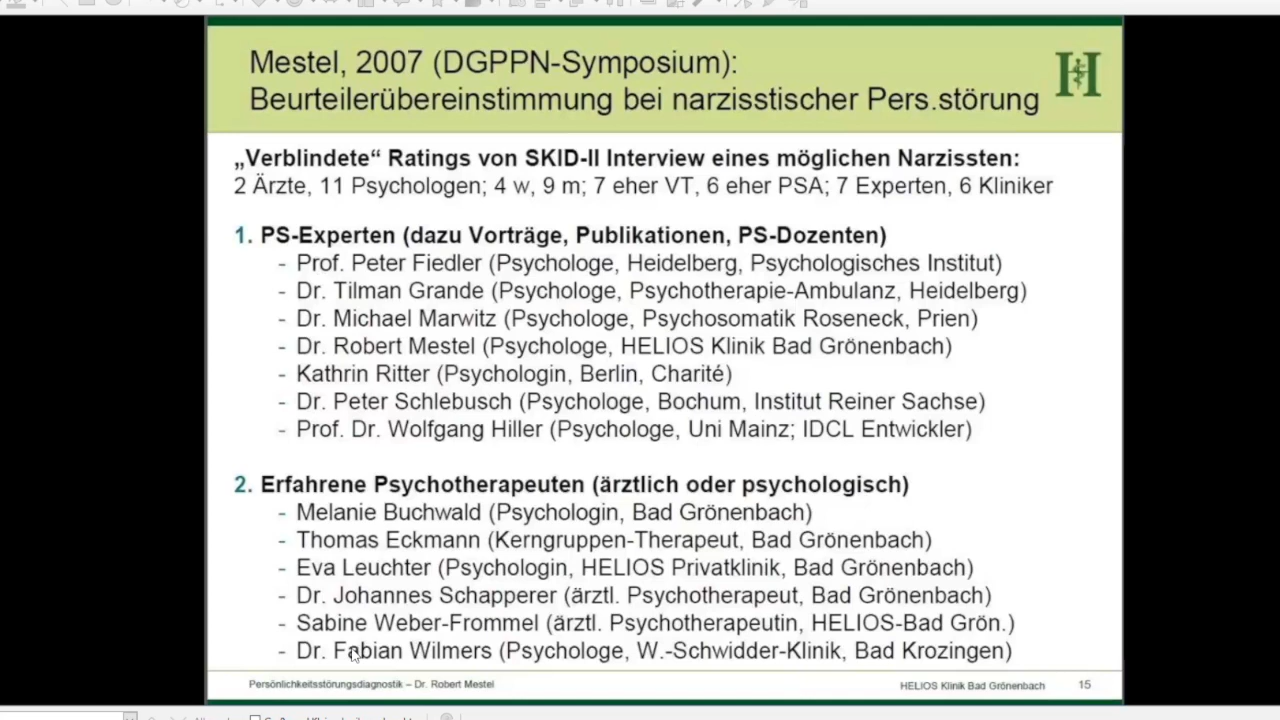 Mestel, 2007 (DGPPN-Symposium):
Beurteilerübereinstimmung bei narzisstischer Pers.störung
H
„Verblindete“ Ratings von SKID-II Interview eines möglichen Narzissten:
2 Ärzte, 11 Psychologen; 4 w, 9 m; 7 eher VT, 6 eher PSA; 7 Experten, 6 Kliniker
1. PS-Experten (dazu Vorträge, Publikationen, PS-Dozenten)
- Prof. Peter Fiedler (Psychologe, Heidelberg, Psychologisches Institut)
- Dr. Tilman Grande (Psychologe, Psychotherapie-Ambulanz, Heidelberg)
- Dr. Michael Marwitz (Psychologe, Psychosomatik Roseneck, Prien)
- Dr. Robert Mestel (Psychologe, HELIOS Klinik Bad Grönenbach)
- Kathrin Ritter (Psychologin, Berlin, Charité)
- Dr. Peter Schlebusch (Psychologe, Bochum, Institut Reiner Sachse)
- Prof. Dr. Wolfgang Hiller (Psychologe, Uni Mainz; IDCL Entwickler)
2. Erfahrene Psychotherapeuten (ärztlich oder psychologisch)
- Melanie Buchwald (Psychologin, Bad Grönenbach)
- Thomas Eckmann (Kerngruppen-Therapeut, Bad Grönenbach)
- Eva Leuchter (Psychologin, HELIOS Privatklinik, Bad Grönenbach)
- Dr. Johannes Schapperer (ärztl. Psychotherapeut, Bad Grönenbach)
- Sabine Weber-Frommel (ärztl. Psychotherapeutin, HELIOS-Bad Grön.)
- Dr. Fabian Wilmers (Psychologe, W.-Schwidder-Klinik, Bad Krozingen)
Persönlichkeitsstörungsdiagnostik – Dr. Robert Mestel
HELIOS Klinik Bad Grönenbach 15